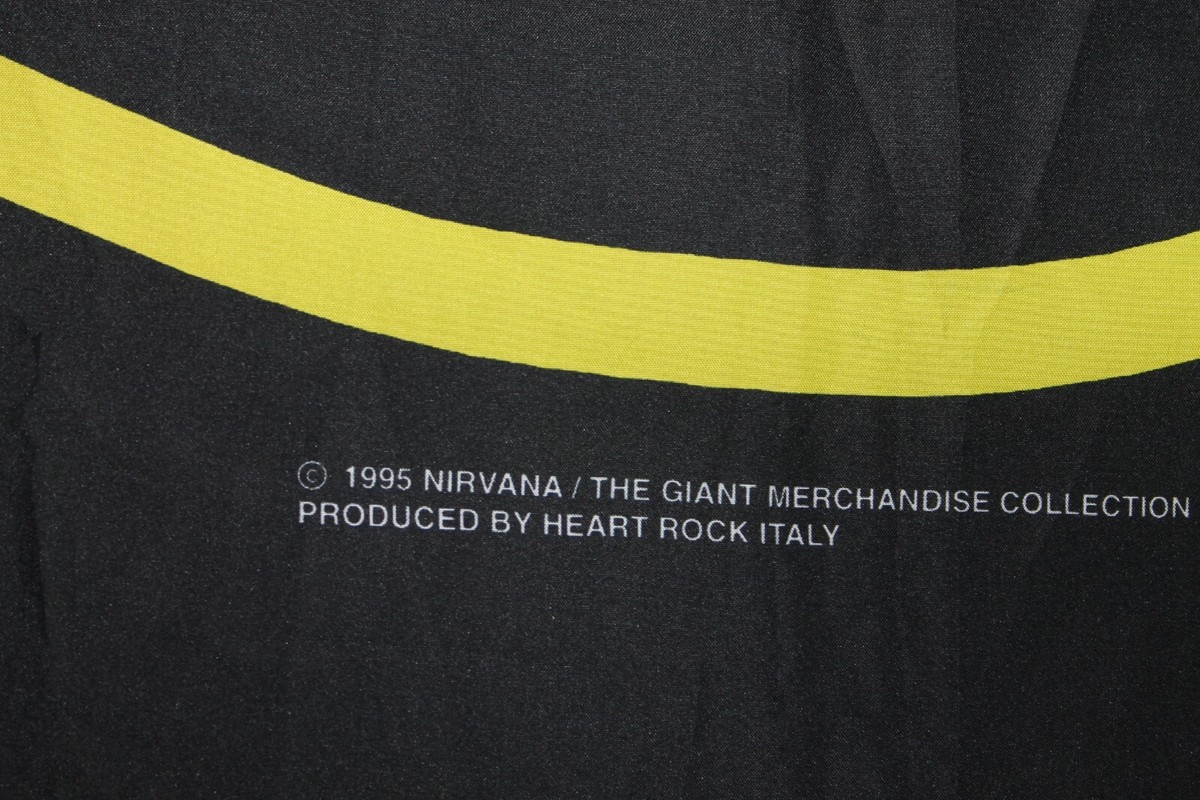 © 1995 NIRVANA / THE GIANT MERCHANDISE COLLECTION
PRODUCED BY HEART ROCK ITALY